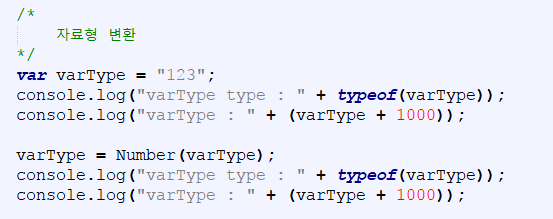 /*
자료형 변환
*/
var varType = "123";
console.log("varType type : " + typeof(varType));
console.log("varType : " + (varType + 1000));
varType = Number(varType);
console.log("varType type : " + typeof(varType));
console.log("varType : " + (varType + 1000));